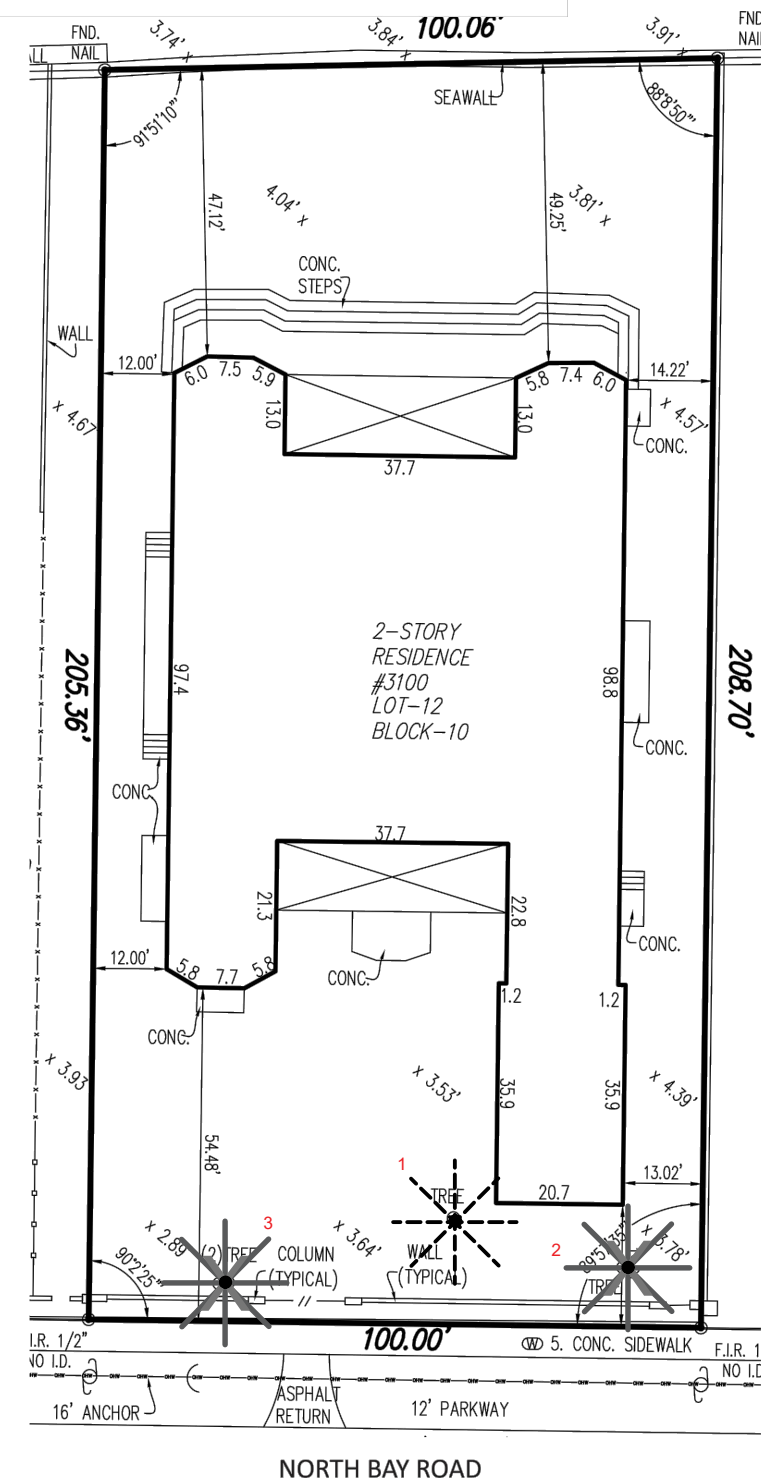 FND.
NAIL
3.74' x
3.84' x
100.06'
3.91' x
FND
NAI
ALL
SEAWALL
91°51'10"
88°8'50"
47.12'
4.04' x
49.25'
3.81' x
CONC.
STEPS
WALL
12.00'
6.0
7.5
5.9
5.8
7.4
6.0
14.22'
x 4.67
13.0
13.0
x 4.57'
37.7
CONC.
2-STORY
RESIDENCE
#3100
LOT-12
BLOCK-10
205.36'
97.4
98.8
208.70'
CONC.
CONC
37.7
21.3
22.8
CONC.
12.00'
5.8
7.7
5.8
CONC.
1.2
1.2
CONC.
x 3.93
x 3.53'
35.9
35.9
x 4.39'
54.48'
1
13.02'
TREE
20.7
3
x 2.89
(2)TREE
COLUMN
(TYPICAL)
x 3.64'
WALL
(TYPICAL)
2
x 3.78'
90°2'25"
TREE
I.R. 1/2"
NO I.D.
100.00'
W 5. CONC. SIDEWALK
F.I.R. 1
NO I.D
OHW
16' ANCHOR
ASPHALT
RETURN
12' PARKWAY
NORTH BAY ROAD